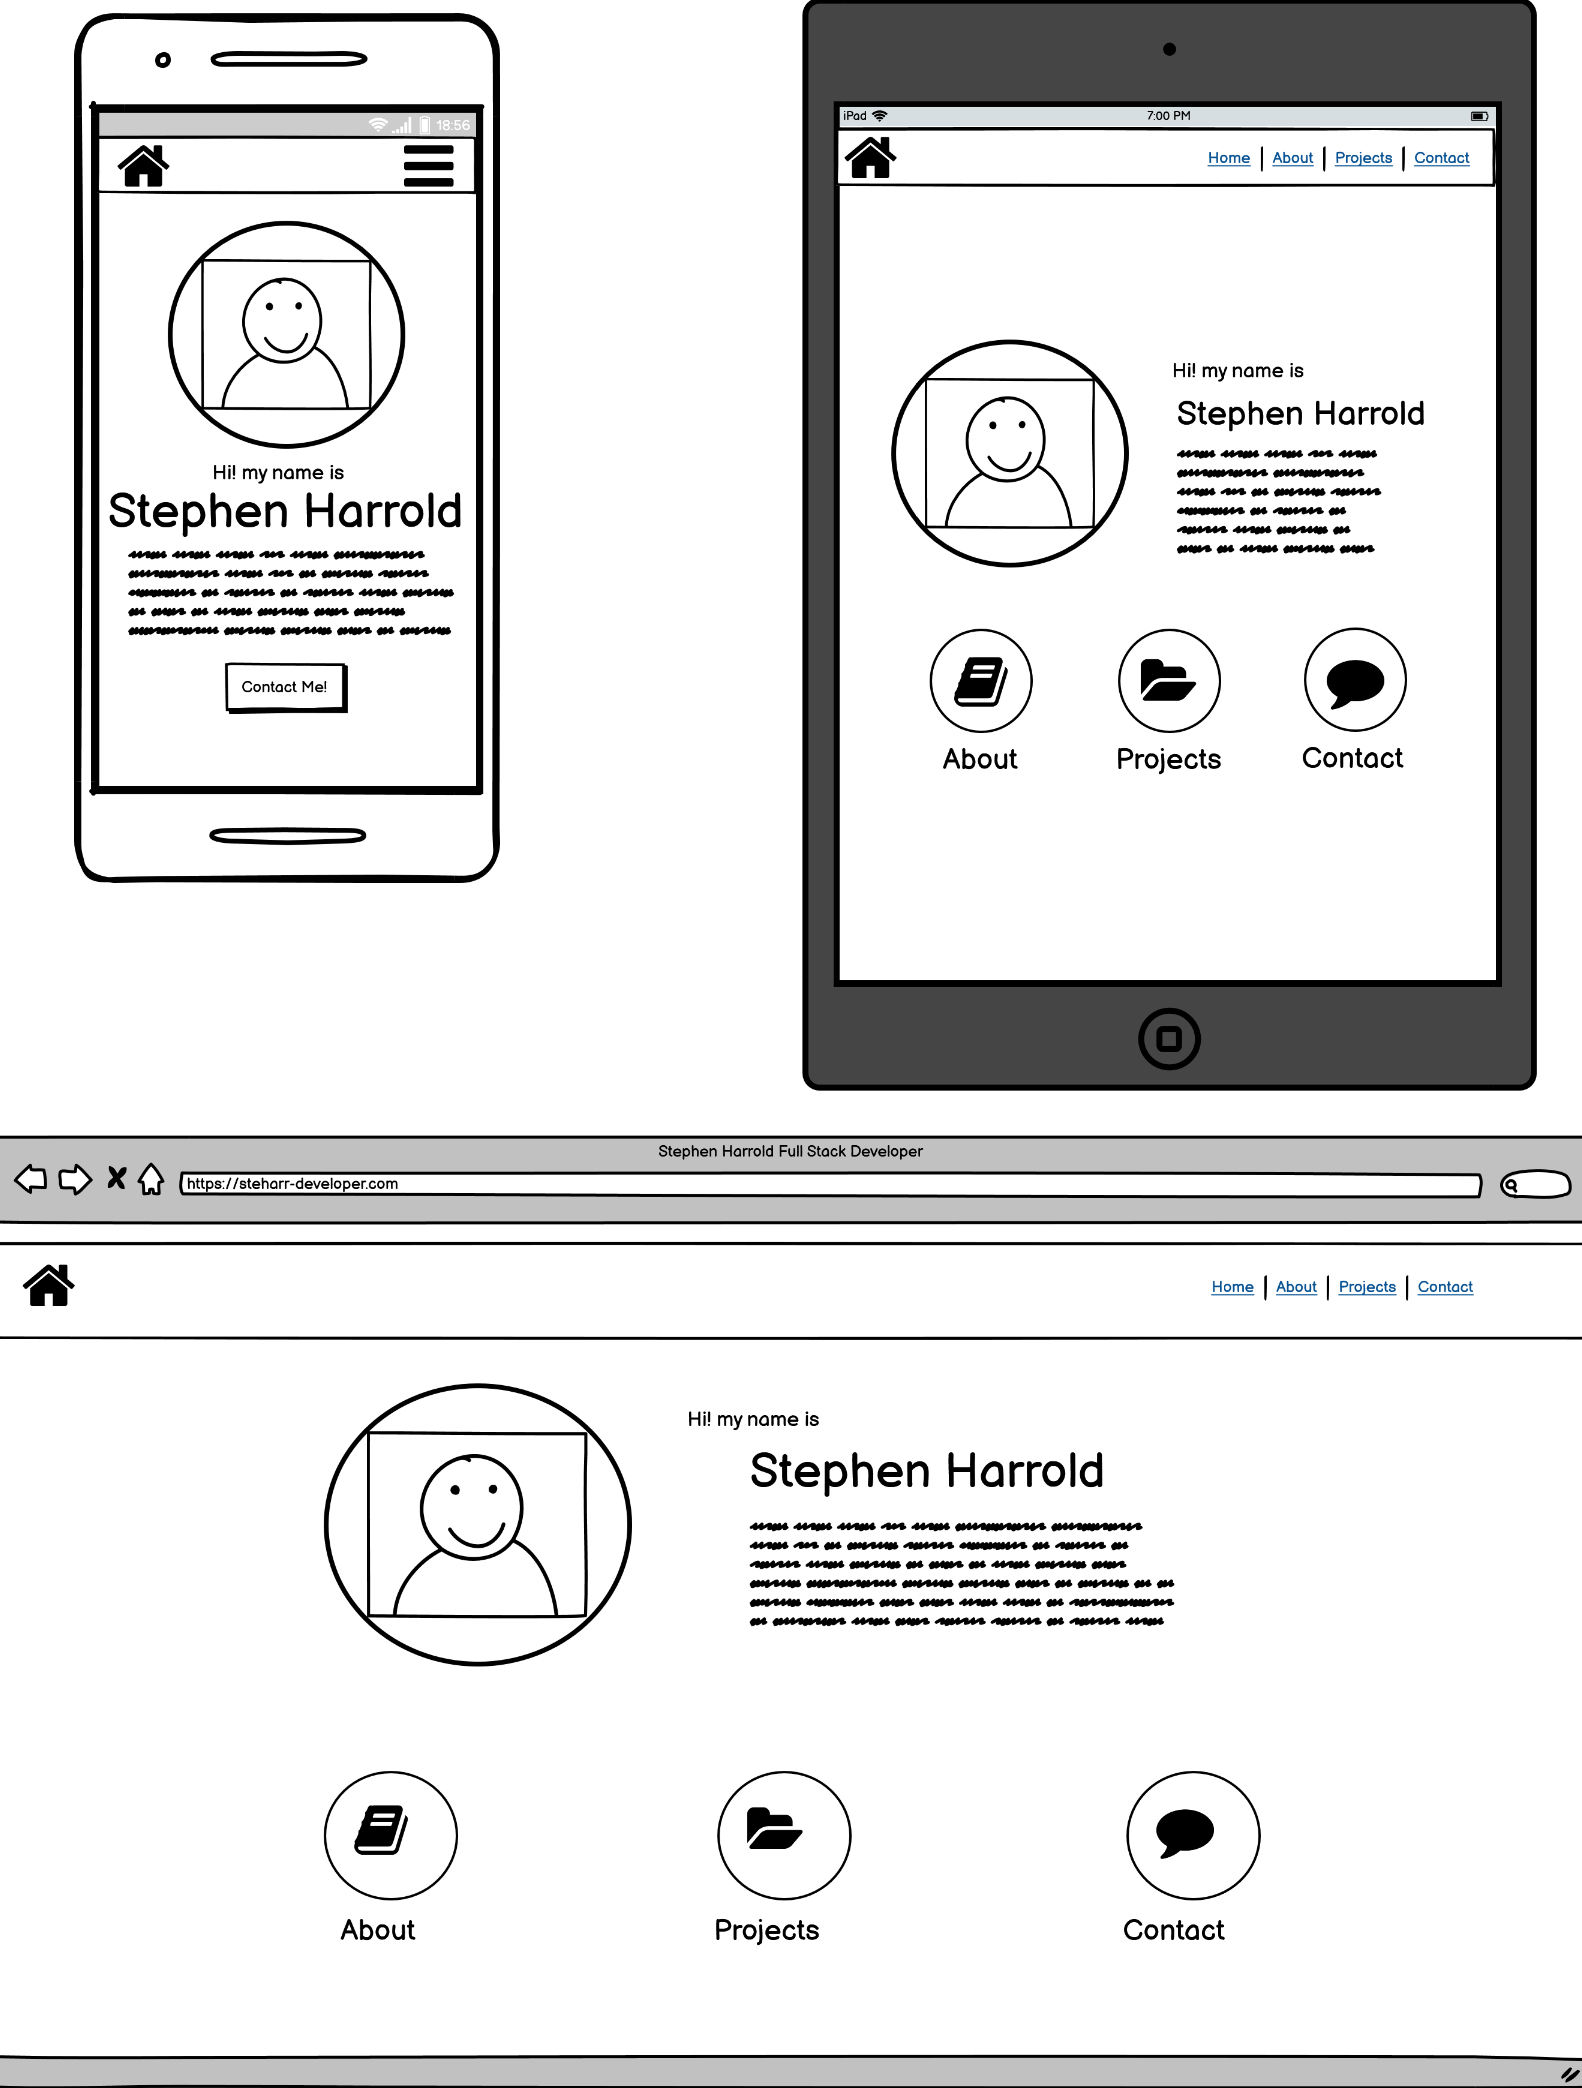 18:56
Hi! my name is
Stephen Harrold
Contact Me!
iPad 7:00 PM
Home About Projects Contact
Hi! my name is
Stephen Harrold
About Projects Contact
Stephen Harrold Full Stack Developer
https://steharr-developer.com
Home About Projects Contact
Hi! my name is
Stephen Harrold
About Projects Contact